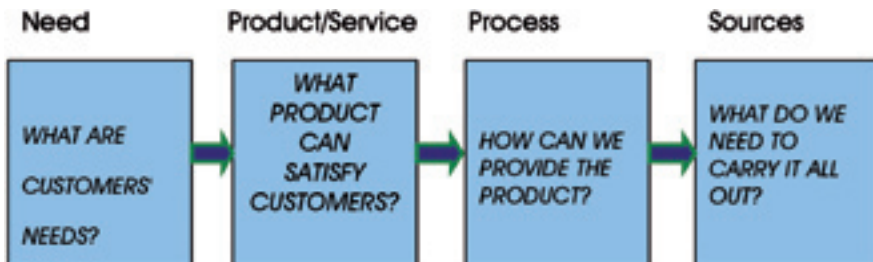 Need
Product/Service
Process
Sources
WHAT ARE
CUSTOMERS'
NEEDS?
WHAT
PRODUCT
CAN
SATISFY
CUSTOMERS?
HOW CAN WE
PROVIDE THE
PRODUCT?
WHAT DO WE
NEED TO
CARRY IT ALL
OUT?